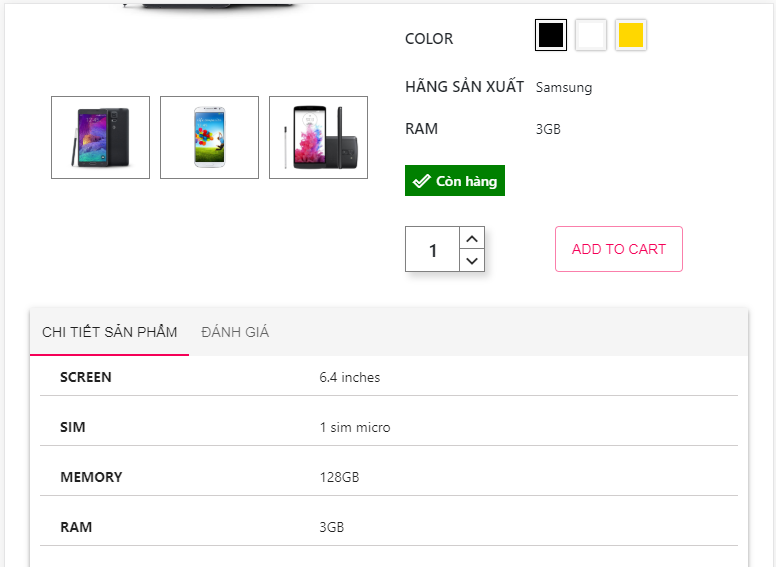 COLOR
HÃNG SẢN XUẤT Samsung
RAM 3GB
Còn hàng
1
ADD TO CART
CHI TIẾT SẢN PHẨM ĐÁNH GIÁ
SCREEN 6.4 inches
SIM 1 sim micro
MEMORY 128GB
RAM 3GB